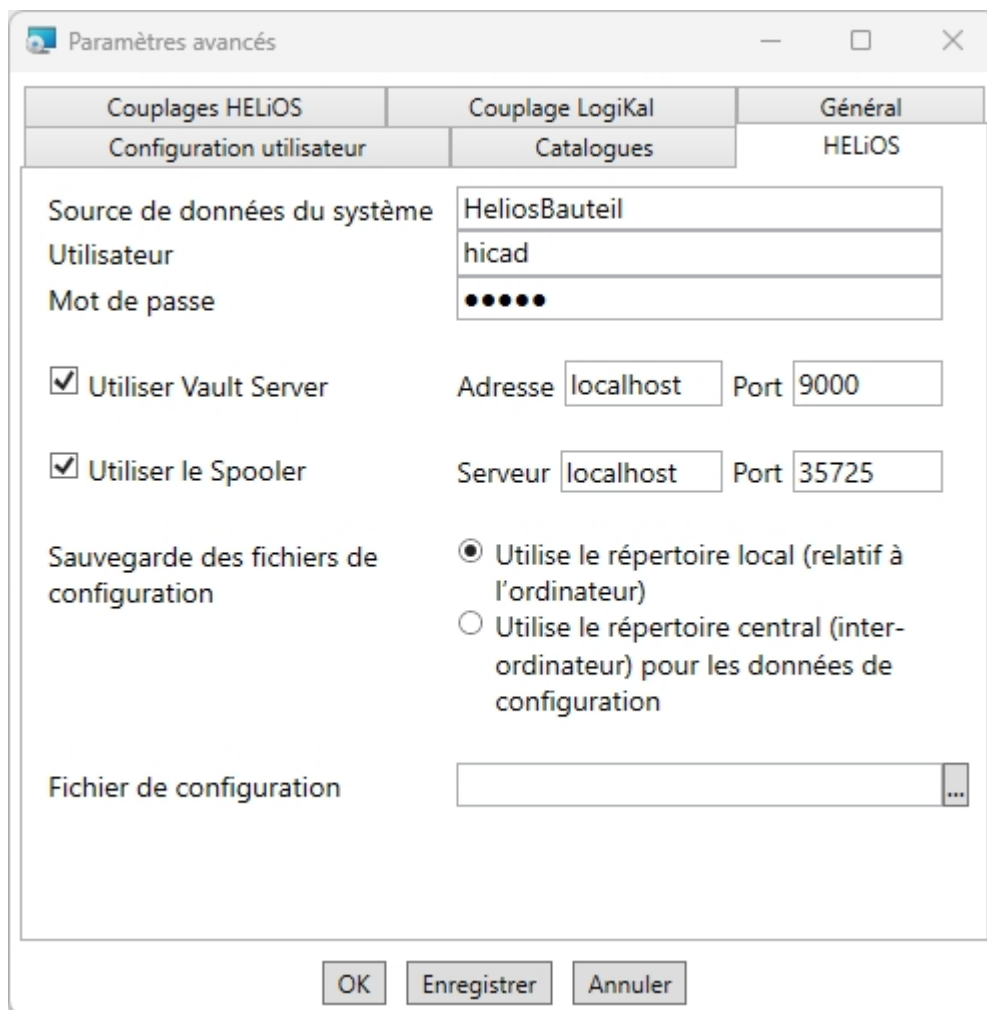 Paramètres avancés
Couplages HELiOS
Couplage LogiKal
Général
Configuration utilisateur
Catalogues
HELiOS
Source de données du système HeliosBauteil
Utilisateur hicad
Mot de passe ●●●●●
Utiliser Vault Server Adresse localhost Port 9000
Utiliser le Spooler Serveur localhost Port 35725
Sauvegarde des fichiers de
configuration
Utilise le répertoire local (relatif à
l'ordinateur)
Utilise le répertoire central (inter-
ordinateur) pour les données de
configuration
Fichier de configuration ...
OK Enregistrer Annuler